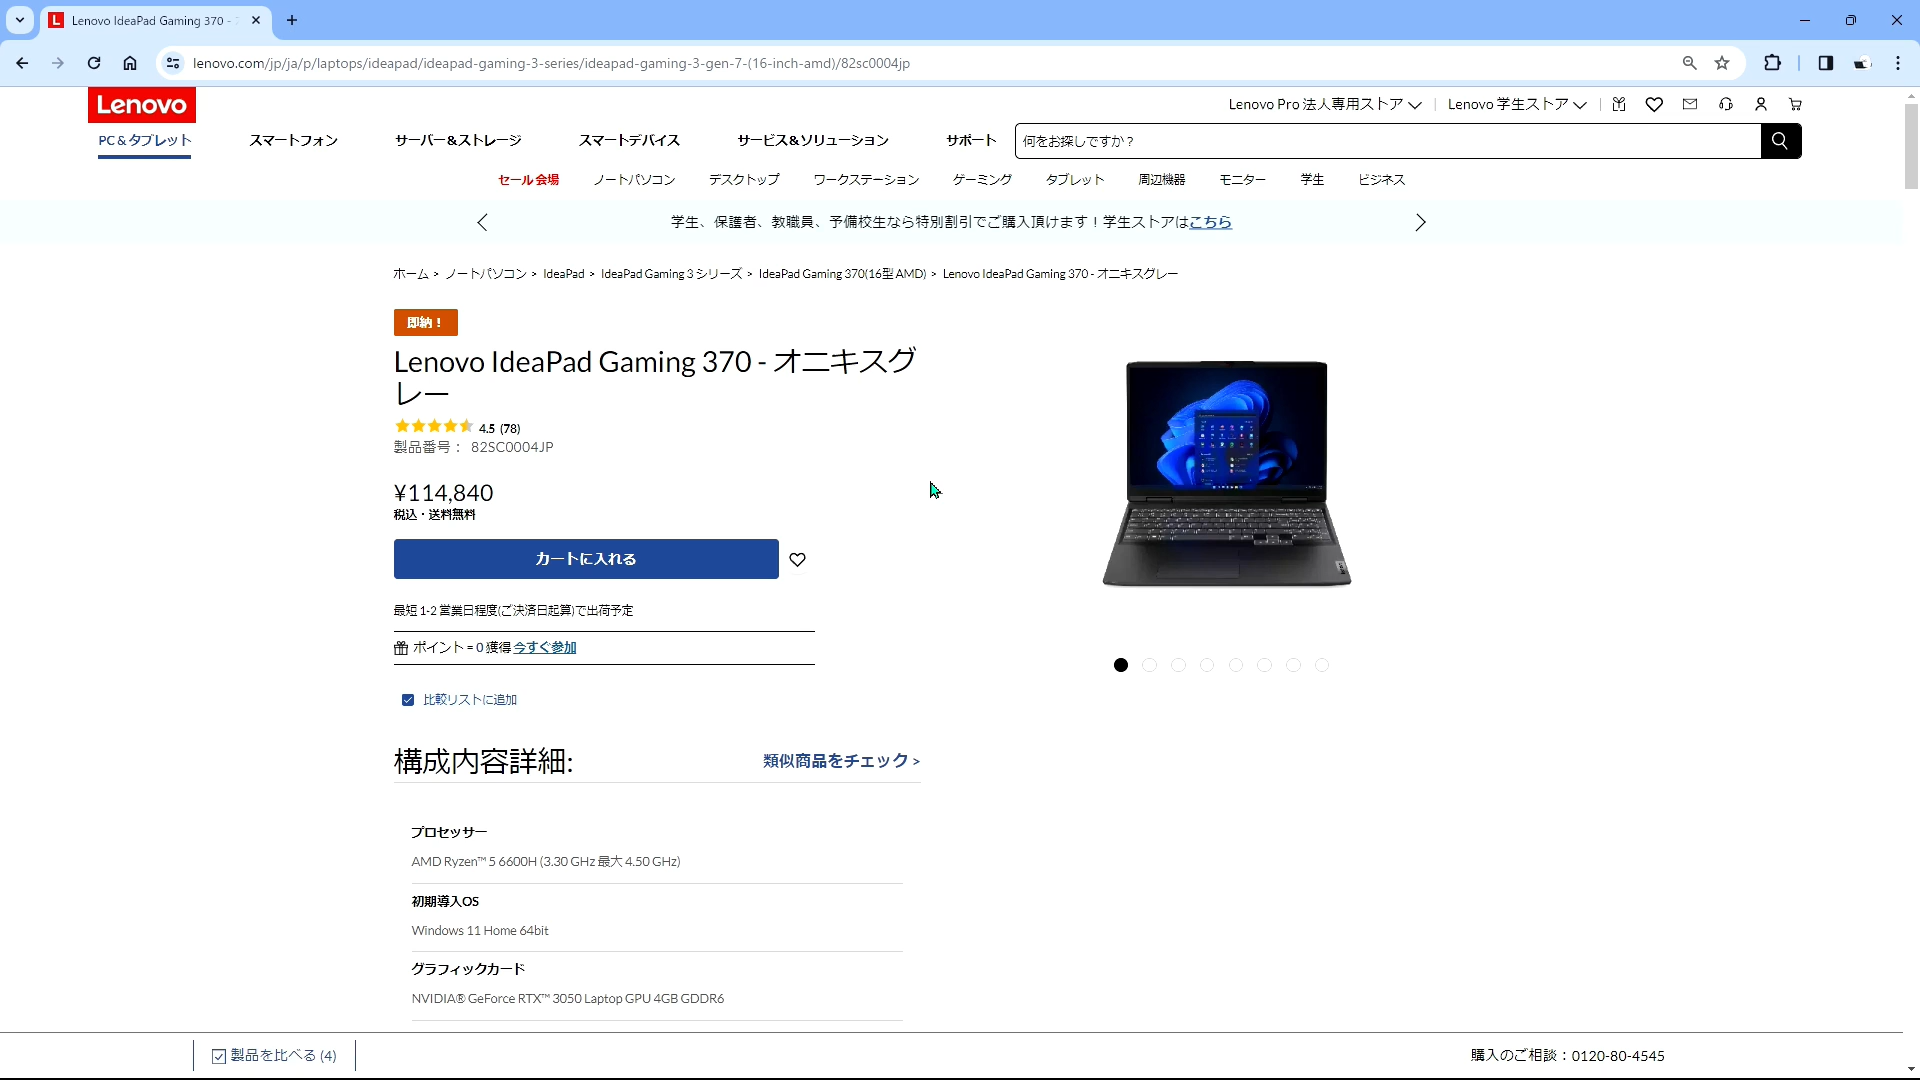 Lenovo IdeaPad Gaming 370 -
lenovo.com/jp/ja/p/laptops/ideapad/ideapad-gaming-3-series/ideapad-gaming-3-gen-7-(16-inch-amd)/82sc0004jp
Lenovo
Lenovo Pro 法人専用ストア
Lenovo 学生ストア
PC&タブレット
スマートフォン
サーバー&ストレージ
スマートデバイス
サービス&ソリューション
サポート
何をお探しですか?
セール会場
ノートパソコン
デスクトップ
ワークステーション
ゲーミング
タブレット
周辺機器
モニター
学生
ビジネス
学生、保護者、教職員、予備校生なら特別割引でご購入頂けます!学生ストアはこちら
ホーム > ノートパソコン > IdeaPad > IdeaPad Gaming 3 シリーズ > IdeaPad Gaming 370(16型 AMD) > Lenovo IdeaPad Gaming 370 - オニキスグレー
即納!
Lenovo IdeaPad Gaming 370 - オニキスグ
レー
4.5 (78)
製品番号: 82SC0004JP
¥114,840
税込・送料無料
カートに入れる
最短 1-2 営業日程度(ご決済日起算)で出荷予定
ポイント = 0 獲得 今すぐ参加
比較リストに追加
構成内容詳細:
類似商品をチェック >
プロセッサー
AMD Ryzen™ 5 6600H (3.30 GHz 最大 4.50 GHz)
初期導入OS
Windows 11 Home 64bit
グラフィックカード
NVIDIA® GeForce RTX™ 3050 Laptop GPU 4GB GDDR6
製品を比べる (4)
購入のご相談:0120-80-4545